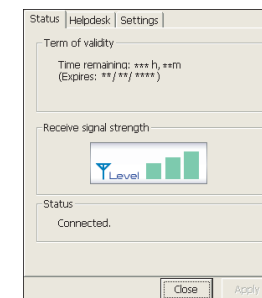 Status Helpdesk Settings
Term of validity
Time remaining: *** h, **m
(Expires: **/**/****)
Receive signal strength
Level
Status
Connected.
Close Apply